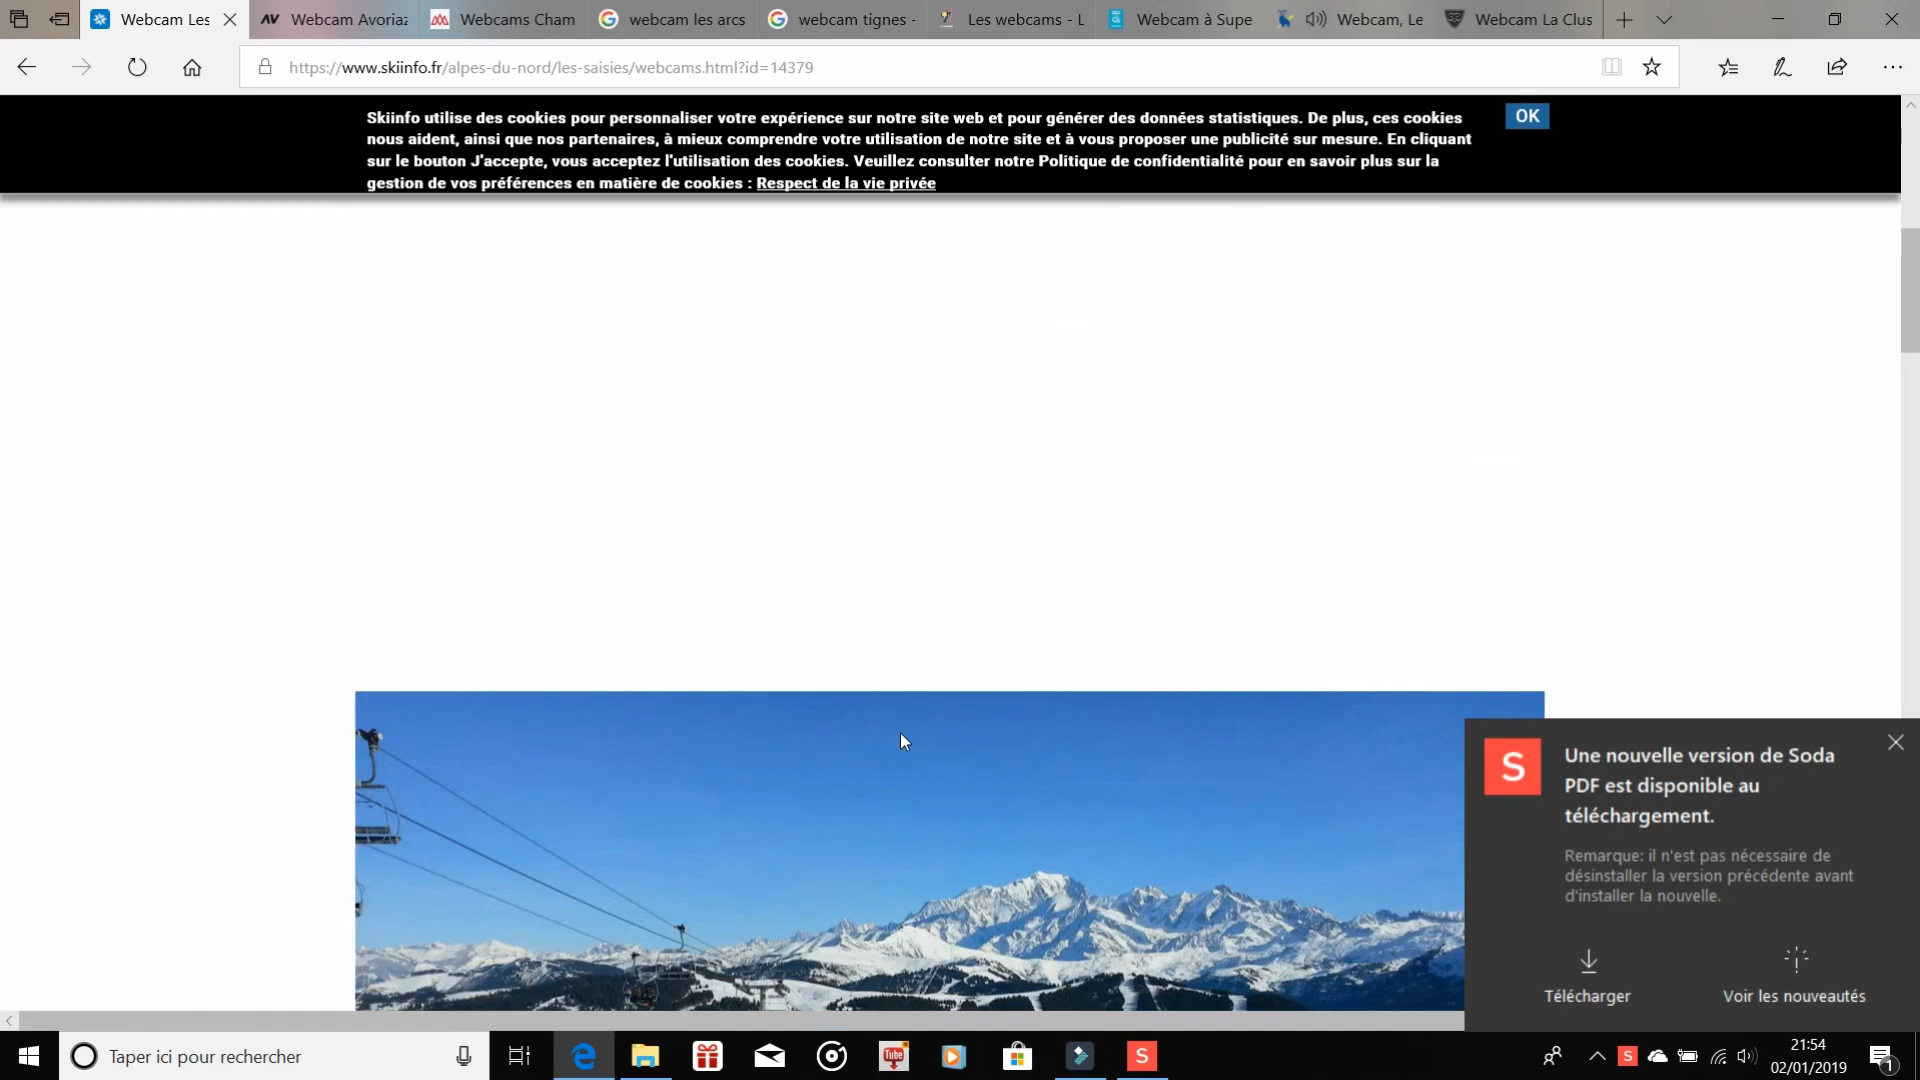 Webcam Les
Webcam Avoriaz
Webcams Cham
webcam les arcs
webcam tignes -
Les webcams - L
Webcam à Supe
Webcam, Le
Webcam La Clus
https://www.skiinfo.fr/alpes-du-nord/les-saisies/webcams.html?id=14379
Skiinfo utilise des cookies pour personnaliser votre expérience sur notre site web et pour générer des données statistiques. De plus, ces cookies
nous aident, ainsi que nos partenaires, à mieux comprendre votre utilisation de notre site et à vous proposer une publicité sur mesure. En cliquant
sur le bouton J'accepte, vous acceptez l'utilisation des cookies. Veuillez consulter notre Politique de confidentialité pour en savoir plus sur la
gestion de vos préférences en matière de cookies : Respect de la vie privée
OK
S
Une nouvelle version de Soda
PDF est disponible au
téléchargement.
Remarque: il n'est pas nécessaire de
désinstaller la version précédente avant
d'installer la nouvelle.
Télécharger
Voir les nouveautés
Taper ici pour rechercher
Tube
S
S
21:54
02/01/2019
1